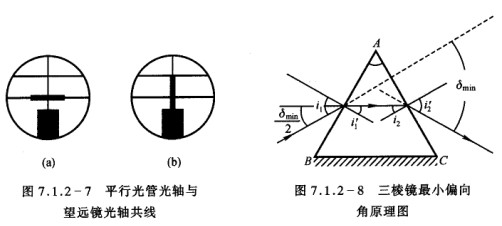 A
δmin
i1
i1'
i2
i2'
δmin
2
B
C
(a)
(b)
图 7.1.2-7 平行光管光轴与
望远镜光轴共线
图 7.1.2-8 三棱镜最小偏向
角原理图